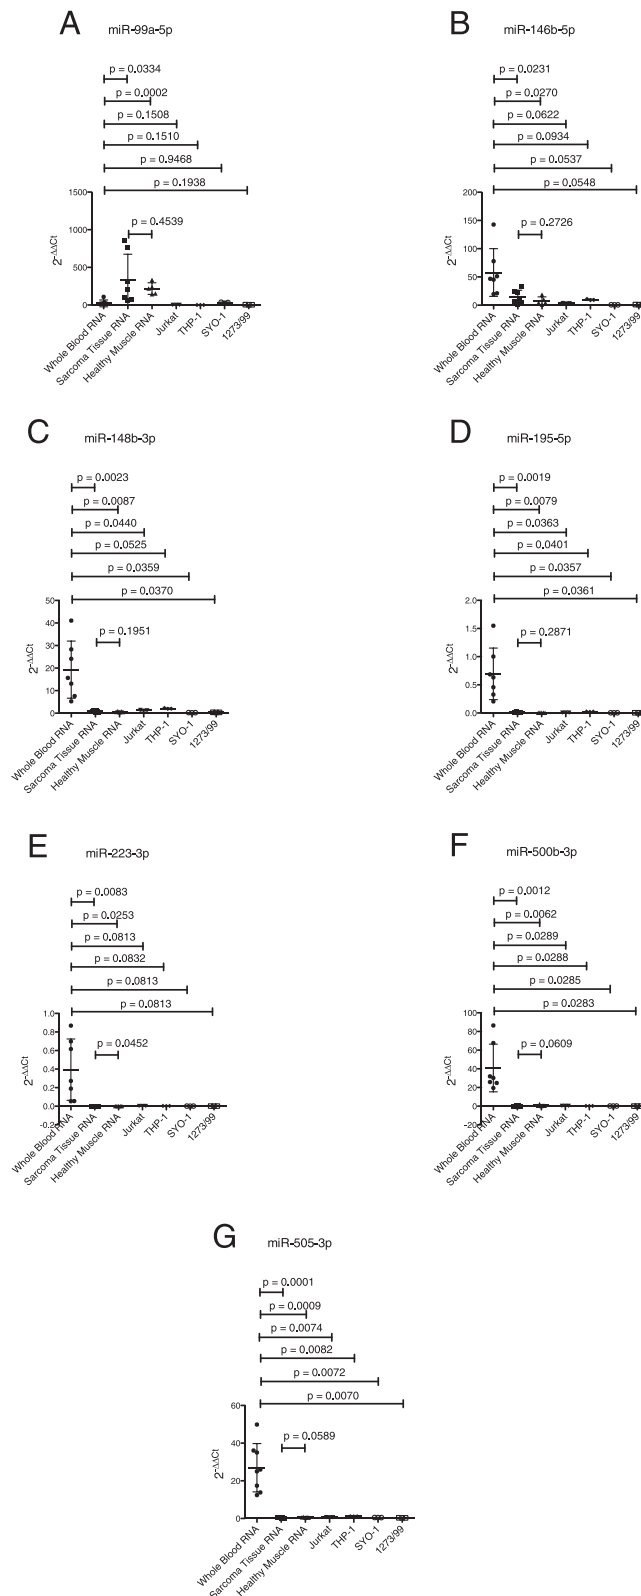 A
miR-99a-5p
p = 0.0334
p = 0.0002
p = 0.1508
p = 0.1510
p = 0.9468
p = 0.1938
p = 0.4539
2-ΔΔCt
1500
1000
500
0
Whole Blood RNA
Sarcoma Tissue RNA
Healthy Muscle RNA
Jurkat
THP-1
SYO-1
1273/99
B
miR-146b-5p
p = 0.0231
p = 0.0270
p = 0.0622
p = 0.0934
p = 0.0537
p = 0.0548
p = 0.2726
2-ΔΔCt
200
150
100
50
0
Whole Blood RNA
Sarcoma Tissue RNA
Healthy Muscle RNA
Jurkat
THP-1
SYO-1
1273/99
C
miR-148b-3p
p = 0.0023
p = 0.0087
p = 0.0440
p = 0.0525
p = 0.0359
p = 0.0370
p = 0.1951
2-ΔΔCt
50
40
30
20
10
0
Whole Blood RNA
Sarcoma Tissue RNA
Healthy Muscle RNA
Jurkat
THP-1
SYO-1
1273/99
D
miR-195-5p
p = 0.0019
p = 0.0079
p = 0.0363
p = 0.0401
p = 0.0357
p = 0.0361
p = 0.2871
2-ΔΔCt
2.0
1.5
1.0
0.5
0.0
Whole Blood RNA
Sarcoma Tissue RNA
Healthy Muscle RNA
Jurkat
THP-1
SYO-1
1273/99
E
miR-223-3p
p = 0.0083
p = 0.0253
p = 0.0813
p = 0.0832
p = 0.0813
p = 0.0813
p = 0.0452
2-ΔΔCt
1.0
0.8
0.6
0.4
0.2
0.0
-0.2
Whole Blood RNA
Sarcoma Tissue RNA
Healthy Muscle RNA
Jurkat
THP-1
SYO-1
1273/99
F
miR-500b-3p
p = 0.0012
p = 0.0062
p = 0.0289
p = 0.0288
p = 0.0285
p = 0.0283
p = 0.0609
2-ΔΔCt
100
80
60
40
20
0
-20
Whole Blood RNA
Sarcoma Tissue RNA
Healthy Muscle RNA
Jurkat
THP-1
SYO-1
1273/99
G
miR-505-3p
p = 0.0001
p = 0.0009
p = 0.0074
p = 0.0082
p = 0.0072
p = 0.0070
p = 0.0589
2-ΔΔCt
60
40
20
0
Whole Blood RNA
Sarcoma Tissue RNA
Healthy Muscle RNA
Jurkat
THP-1
SYO-1
1273/99